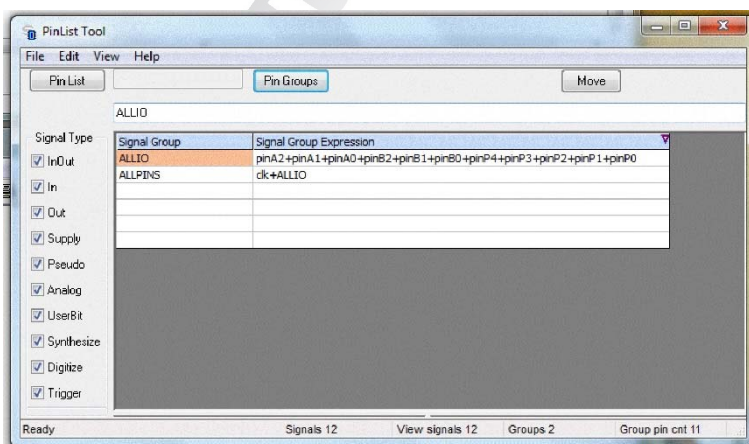 PinList Tool
File Edit View Help
Pin List Pin Groups Move
ALLIO
Signal Type
Signal Group Signal Group Expression
InOut
ALLIO pinA2+pinA1+pinA0+pinB2+pinB1+pinB0+pinP4+pinP3+pinP2+pinP1+pinP0
In
ALLPINS clk+ALLIO
Out
Supply
Pseudo
Analog
UserBit
Synthesize
Digitize
Trigger
Ready Signals 12 View signals 12 Groups 2 Group pin cnt 11